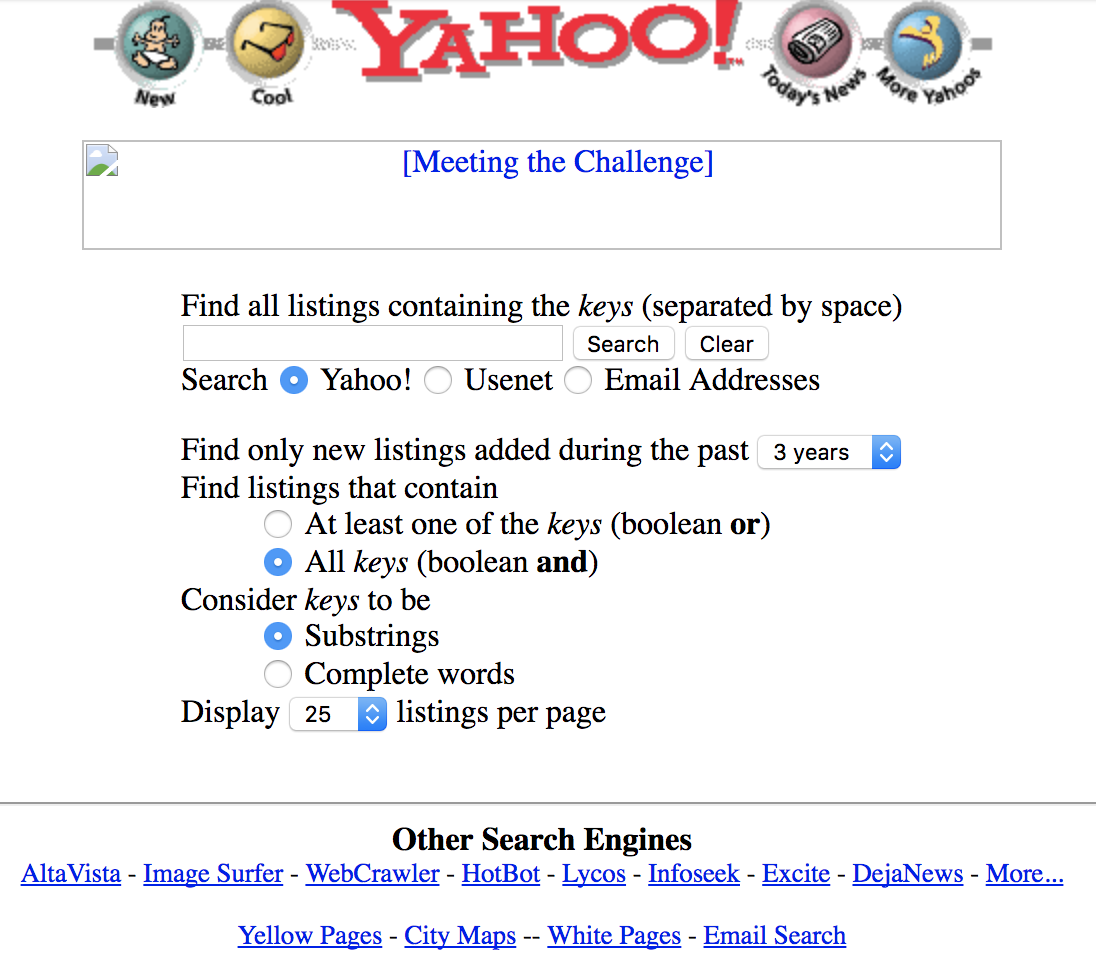 New
Cool
YAHOO!
Today's News
More Yahoos
[Meeting the Challenge]
Find all listings containing the keys (separated by space)
Search Clear
Search Yahoo! Usenet Email Addresses
Find only new listings added during the past 3 years
Find listings that contain
At least one of the keys (boolean or)
All keys (boolean and)
Consider keys to be
Substrings
Complete words
Display 25 listings per page
Other Search Engines
AltaVista - Image Surfer - WebCrawler - HotBot - Lycos - Infoseek - Excite - DejaNews - More...
Yellow Pages - City Maps -- White Pages - Email Search